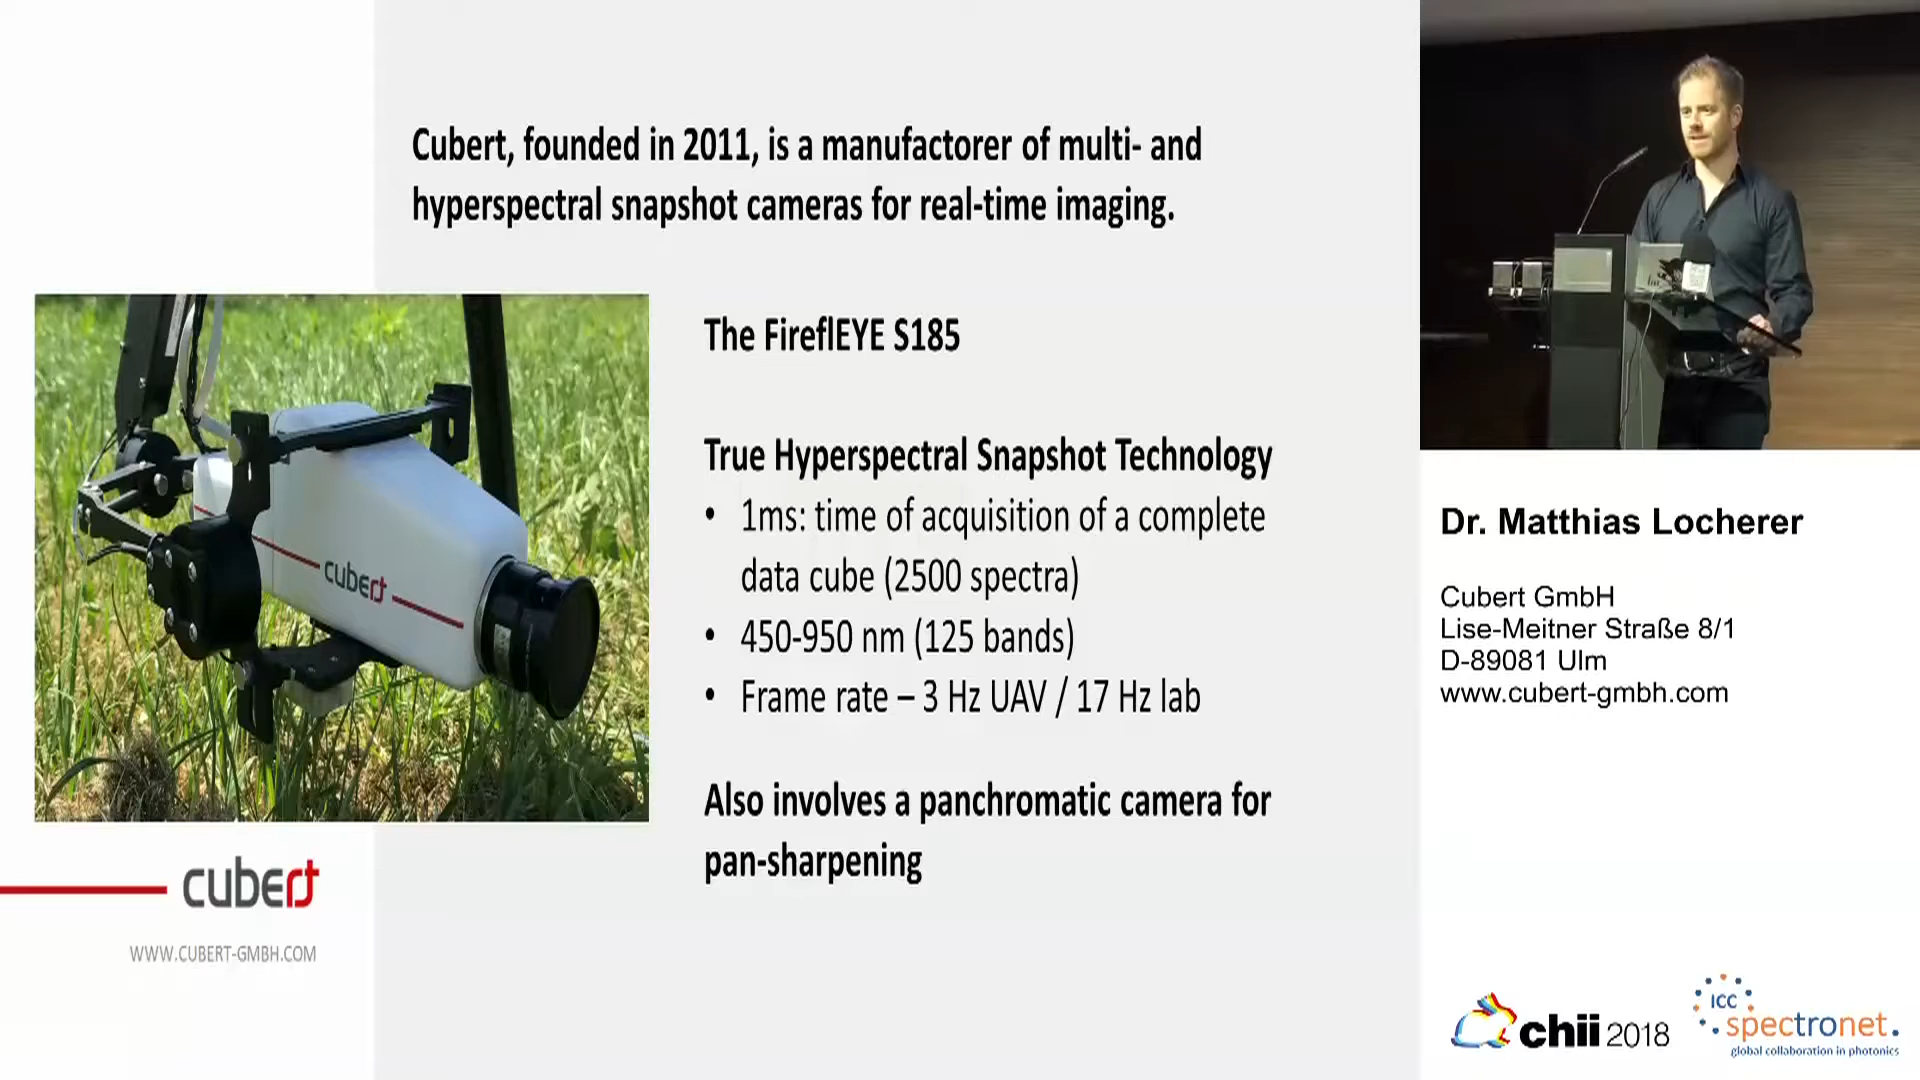 Cubert, founded in 2011, is a manufactorer of multi- and
hyperspectral snapshot cameras for real-time imaging.
The FireflEYE S185
True Hyperspectral Snapshot Technology
• 1ms: time of acquisition of a complete
data cube (2500 spectra)
• 450-950 nm (125 bands)
• Frame rate – 3 Hz UAV / 17 Hz lab
Also involves a panchromatic camera for
pan-sharpening
cubert
cubert
WWW.CUBERT-GMBH.COM
Dr. Matthias Locherer
Cubert GmbH
Lise-Meitner Straße 8/1
D-89081 Ulm
www.cubert-gmbh.com
chii 2018
ICC
spectronet.
global collaboration in photonics